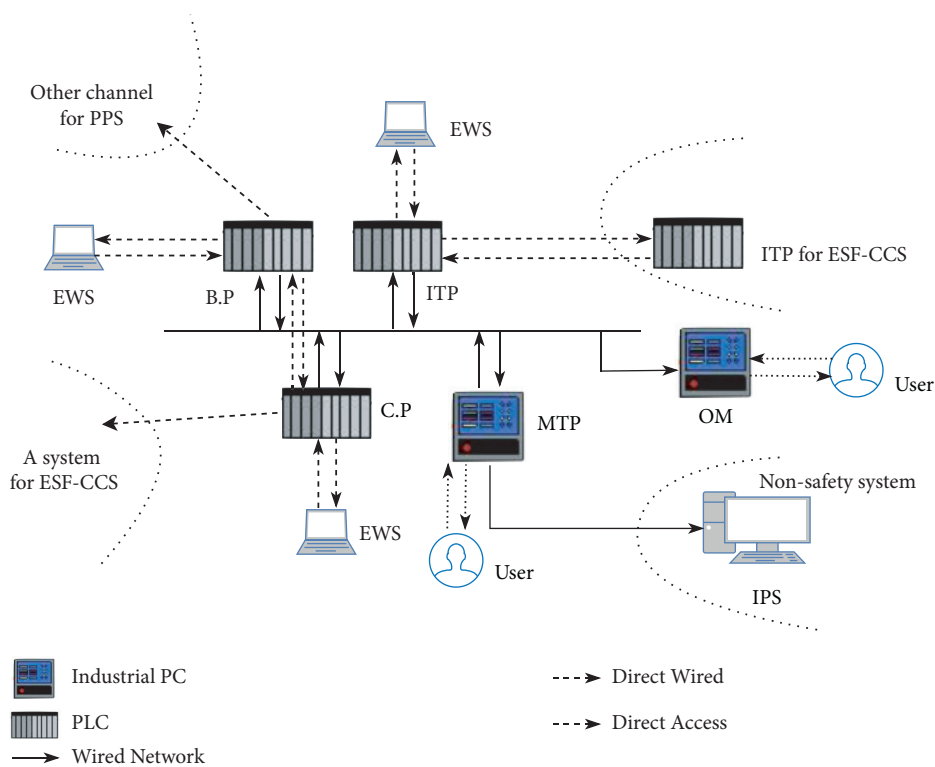 Other channel
for PPS
EWS
EWS
B.P
ITP
ITP for ESF-CCS
C.P
MTP
OM
User
A system
for ESF-CCS
EWS
User
Non-safety system
IPS
Industrial PC
PLC
Wired Network
Direct Wired
Direct Access